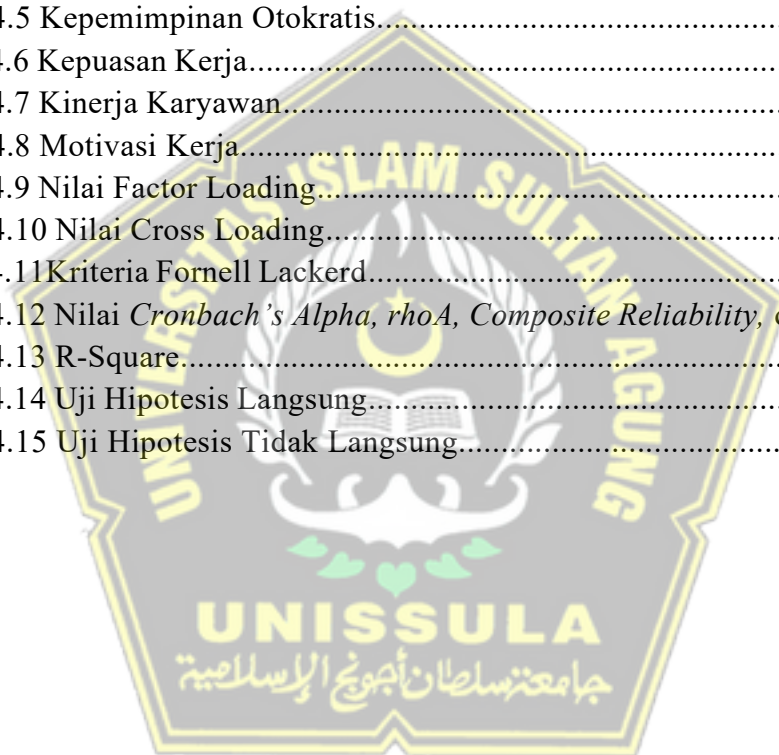 4.5 Kepemimpinan Otokratis
4.6 Kepuasan Kerja
4.7 Kinerja Karyawan
4.8 Motivasi Kerja
4.9 Nilai Factor Loading
4.10 Nilai Cross Loading
.11Kriteria Fornell Lackerd
4.12 Nilai Cronbach's Alpha, rhoA, Composite Reliability,
4.13 R-Square
4.14 Uji Hipotesis Langsung
4.15 Uji Hipotesis Tidak Langsung
UNIVERSITAS ISLAM SULTAN AGUNG
UNISSULA
جامعتنسلطان أجونج الإسلامية